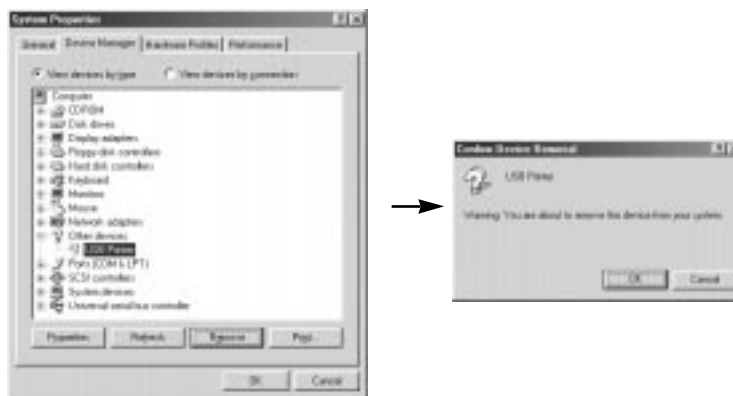 System Properties
General Device Manager Hardware Profiles Performance
View devices by type View devices by connection
Computer
CDROM
Disk drives
Display adapters
Floppy disk controllers
Hard disk controllers
Keyboard
Monitors
Mouse
Network adapters
Other devices
USB Printer
Ports (COM & LPT)
SCSI controllers
System devices
Universal serial bus controller
Properties Refresh Remove Print...
OK Cancel
Confirm Device Removal
USB Printer
Warning: You are about to remove this device from your system.
OK Cancel